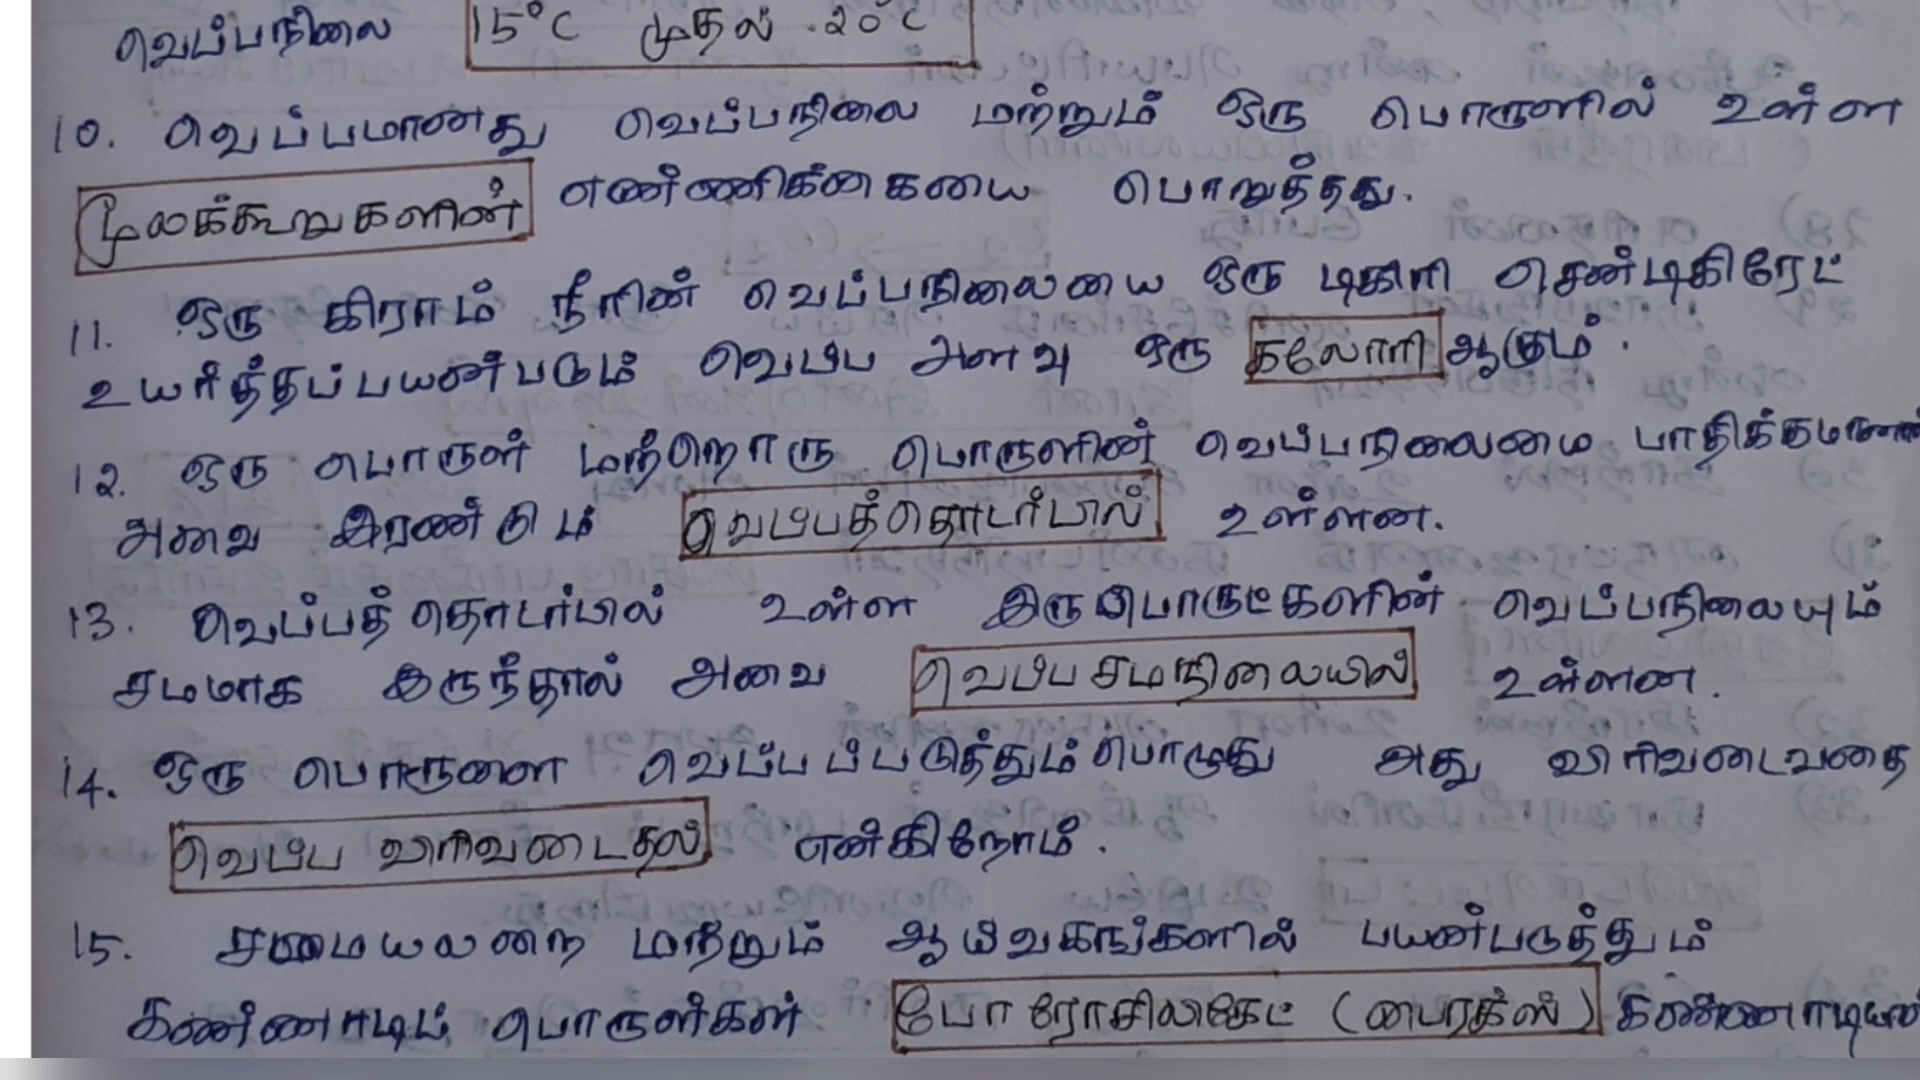 வெப்பநிலை 15°C முதல் 20°C
10. வெப்பமானது வெப்பநிலை மற்றும் ஒரு பொருளில் உள்ள
மூலக்கூறுகளின் எண்ணிக்கையை பொறுத்தது.
11. ஒரு கிராம் நீரின் வெப்பநிலையை ஒரு டிகிரி செண்டிகிரேட்
உயர்த்தப்பயன்படும் வெப்ப அளவு ஒரு கலோரி ஆகும்.
12. ஒரு பொருள் மற்றொரு பொருளின் வெப்பநிலைமை
அவை இரண்டும் வெப்பத்தொடர்பில் உள்ளன.
13. வெப்பத்தொடர்பில் உள்ள இருபொருட்களின் வெப்பநிலையும்
சமமாக இருந்தால் அவை வெப்ப சமநிலையில் உள்ளன.
14. ஒரு பொருளை வெப்பப்படுத்தும்பொழுது அது விரிவடைவதை
வெப்ப விரிவடைதல் என்கிறோம்.
15. சமையலறை மற்றும் ஆய்வகங்களில் பயன்படுத்தும்
கண்ணாடிப் பொருள்கள் போரோசிலிகேட் (பைரக்ஸ்)